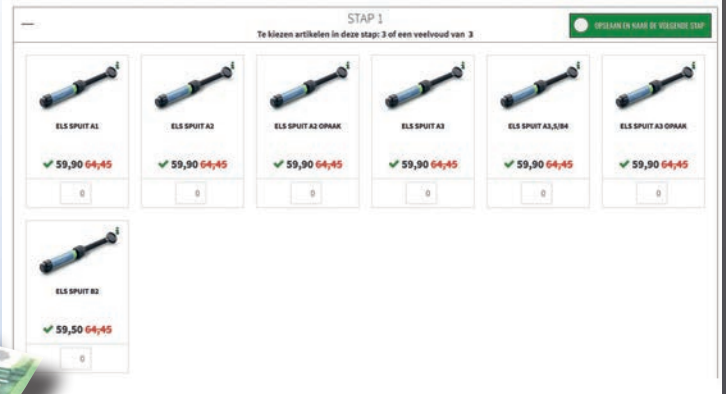 STAP 1
Te kiezen artikelen in deze stap: 3 of een veelvoud van 3
OPSLAAN EN NAAR DE VOLGENDE STAP
ELS SPUIT A1
ELS SPUIT A2
ELS SPUIT A2 OPAAK
ELS SPUIT A3
ELS SPUIT A3,5/B4
ELS SPUIT A3 OPAAK
59,90 64,45
59,90 64,45
59,90 64,45
59,90 64,45
59,90 64,45
59,90 64,45
0
0
0
0
0
0
ELS SPUIT B2
59,50 64,45
0